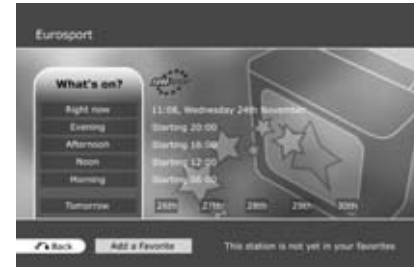 Eurosport
What's on?
Right now 11:08, Wednesday 24th November
Evening Starting 20:00
Afternoon Starting 16:00
Noon Starting 12:00
Morning Starting 06:00
Tomorrow 26th 27th 28th 29th 30th
Back Add a Favorite This station is not yet in your favorites